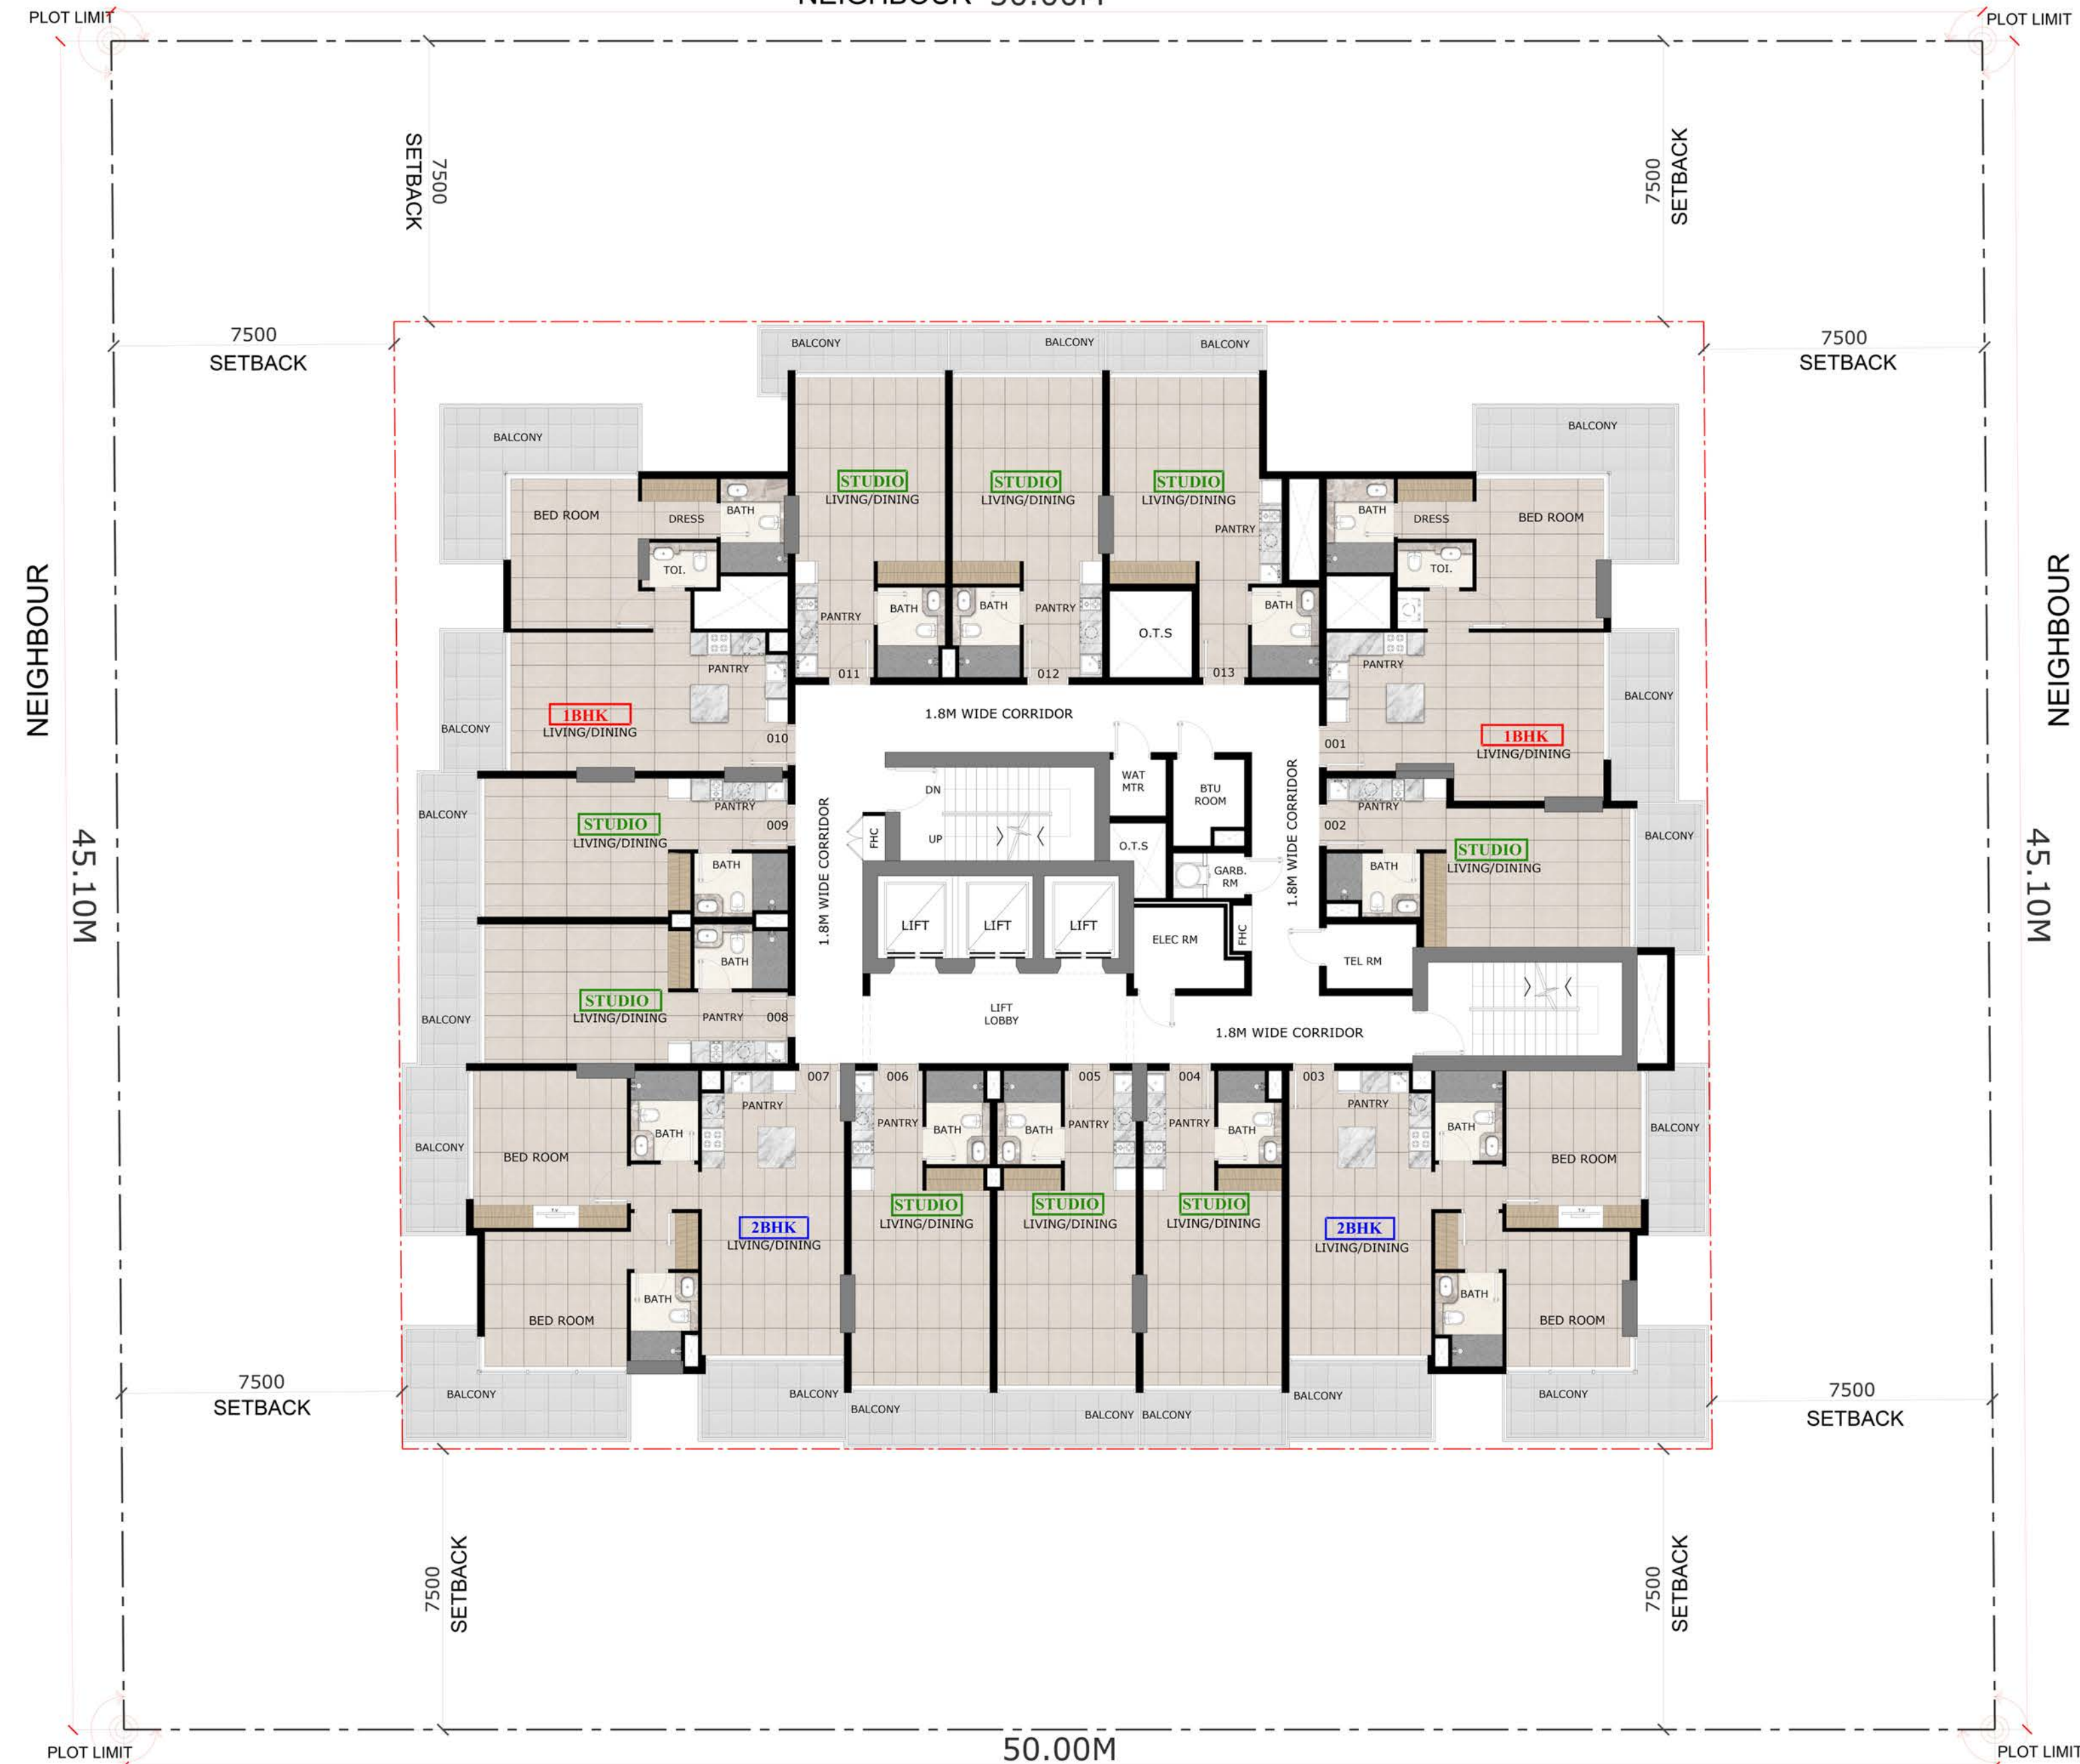 NEIGHBOUR
PLOT LIMIT
PLOT LIMIT
SETBACK
7500
7500
SETBACK
7500
SETBACK
7500
SETBACK
BALCONY
BALCONY
BALCONY
BALCONY
BALCONY
STUDIO
LIVING/DINING
STUDIO
LIVING/DINING
STUDIO
LIVING/DINING
BED ROOM
DRESS
BATH
TOI.
PANTRY
BATH
DRESS
BED ROOM
TOI.
PANTRY
BATH
BATH
PANTRY
O.T.S
BATH
011
012
013
NEIGHBOUR
NEIGHBOUR
PANTRY
1BHK
LIVING/DINING
BALCONY
010
1.8M WIDE CORRIDOR
001
PANTRY
1BHK
LIVING/DINING
BALCONY
BALCONY
STUDIO
LIVING/DINING
PANTRY
009
BATH
1.8M WIDE CORRIDOR
FHC
DN
UP
WAT
MTR
BTU
ROOM
O.T.S
GARB.
RM
1.8M WIDE CORRIDOR
002
PANTRY
BATH
STUDIO
LIVING/DINING
BALCONY
45.10M
45.10M
LIFT
LIFT
LIFT
ELEC RM
FHC
TEL RM
BATH
STUDIO
LIVING/DINING
PANTRY
008
BALCONY
LIFT
LOBBY
1.8M WIDE CORRIDOR
007
006
005
004
003
BALCONY
BED ROOM
BATH
PANTRY
PANTRY
BATH
BATH
PANTRY
PANTRY
BATH
PANTRY
BATH
BED ROOM
BALCONY
2BHK
LIVING/DINING
STUDIO
LIVING/DINING
STUDIO
LIVING/DINING
STUDIO
LIVING/DINING
2BHK
LIVING/DINING
BED ROOM
BATH
BATH
BED ROOM
BALCONY
BALCONY
BALCONY
BALCONY
BALCONY
BALCONY
BALCONY
7500
SETBACK
7500
SETBACK
7500
SETBACK
7500
SETBACK
PLOT LIMIT
50.00M
PLOT LIMIT